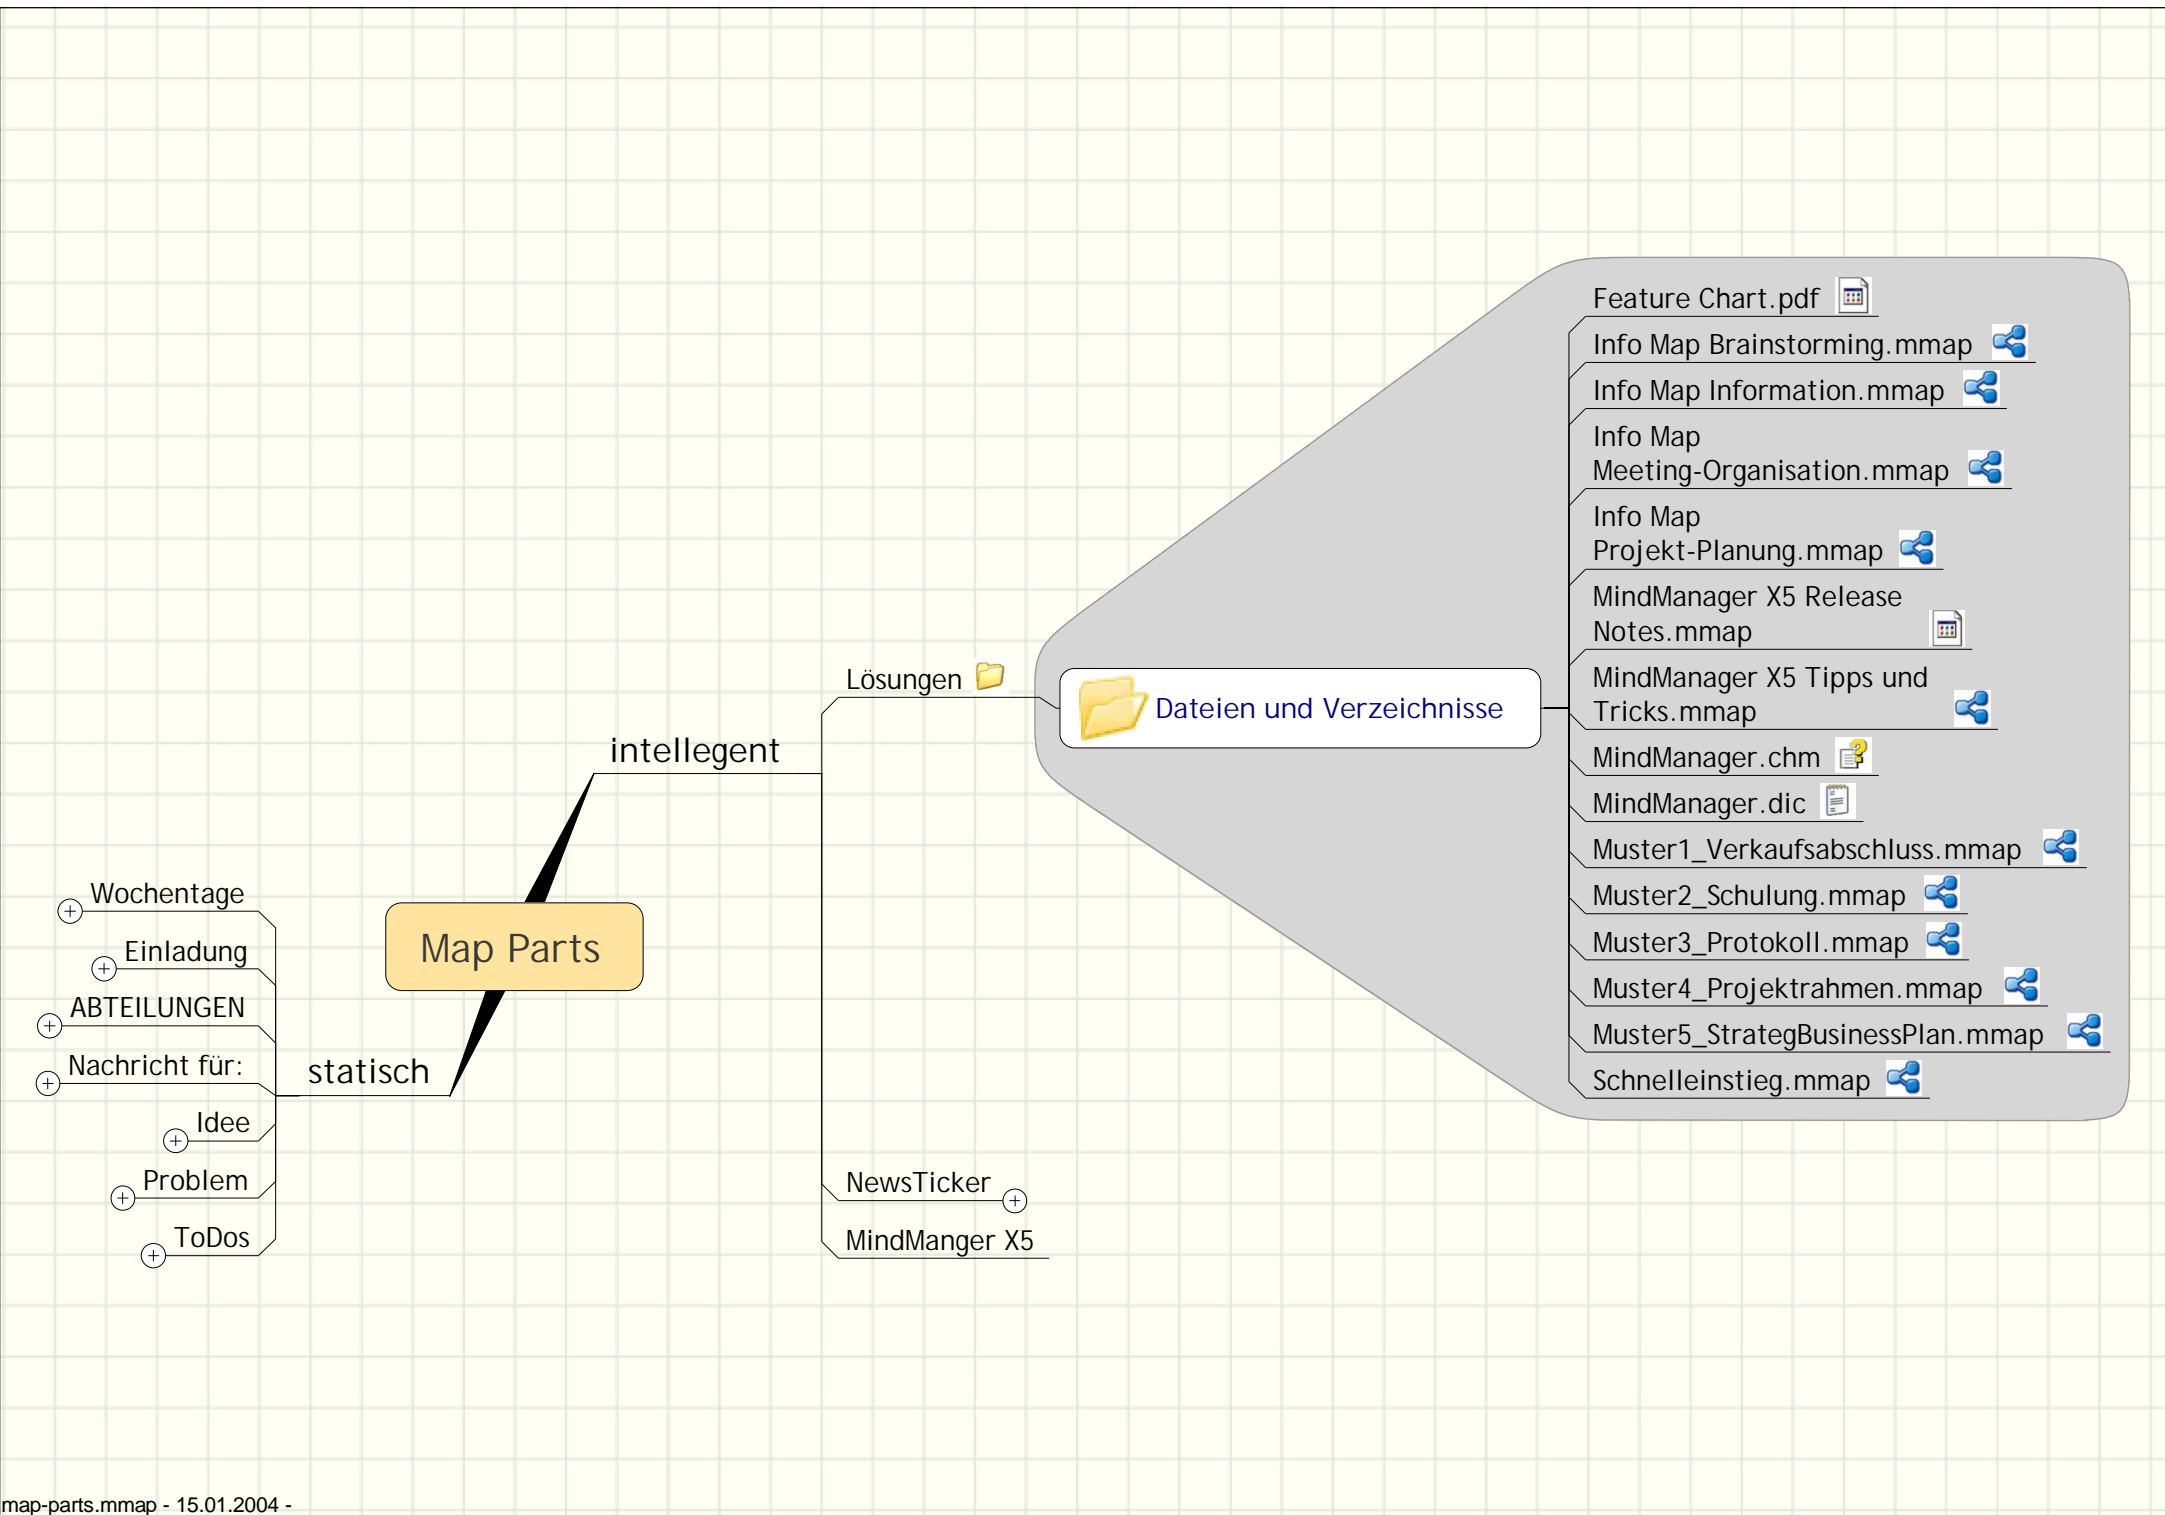 Map Parts
intellegent
Lösungen
Dateien und Verzeichnisse
Feature Chart.pdf
Info Map Brainstorming.mmap
Info Map Information.mmap
Info Map
Meeting-Organisation.mmap
Info Map
Projekt-Planung.mmap
MindManager X5 Release
Notes.mmap
MindManager X5 Tipps und
Tricks.mmap
MindManager.chm
MindManager.dic
Muster1_Verkaufsabschluss.mmap
Muster2_Schulung.mmap
Muster3_Protokoll.mmap
Muster4_Projektrahmen.mmap
Muster5_StrategBusinessPlan.mmap
Schnelleinstieg.mmap
NewsTicker
MindManger X5
statisch
Wochentage
Einladung
ABTEILUNGEN
Nachricht für:
Idee
Problem
ToDos
map-parts.mmap - 15.01.2004 -